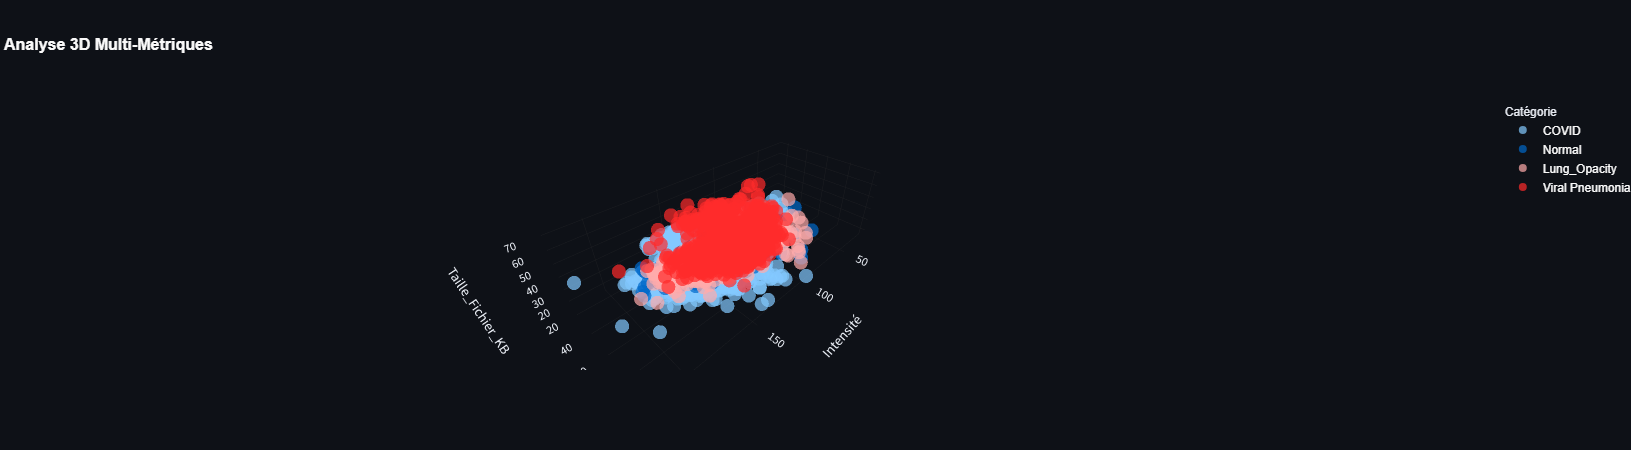 Analyse 3D Multi-Métriques
Catégorie
COVID
Normal
Lung_Opacity
Viral Pneumonia
70
60
50
40
30
20
20
40
Taille_Fichier_KB
50
100
150
Intensité